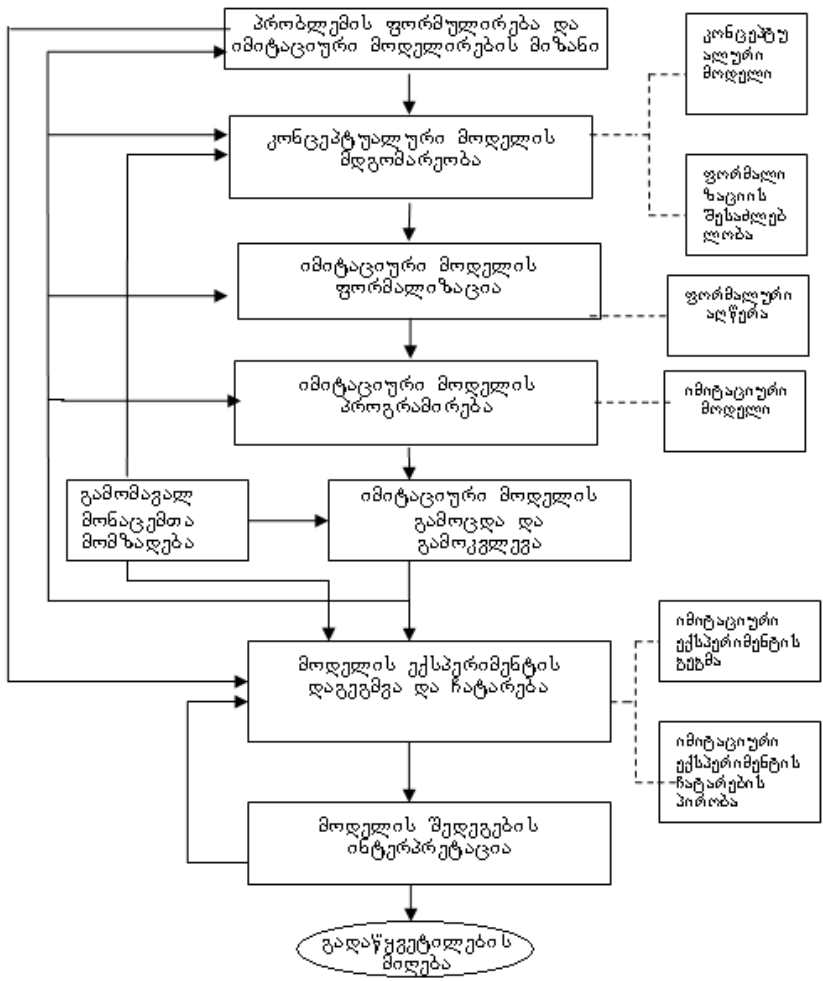 პრობლემის ფორმულირება და
იმიტაციური მოდელირების მიზანი
კონცეპტუ
ალური
მოდელი
კონცეპტუალური მოდელის
მდგომარეობა
ფორმალი
ზაციის
შესაძლებ
ლობა
იმიტაციური მოდელის
ფორმალიზაცია
ფორმალური
აღწერა
იმიტაციური მოდელის
პროგრამირება
იმიტაციური
მოდელი
გამომავალ
მონაცემთა
მომზადება
იმიტაციური მოდელის
გამოცდა და
გამოკვლევა
იმიტაციური
ექსპერიმენტის
გეგმა
მოდელის ექსპერიმენტის
დაგეგმვა და ჩატარება
იმიტაციური
ექსპერიმენტის
ჩატარების
პირობა
მოდელის შედეგების
ინტერპრეტაცია
გადაწყვეტილების
მიღება